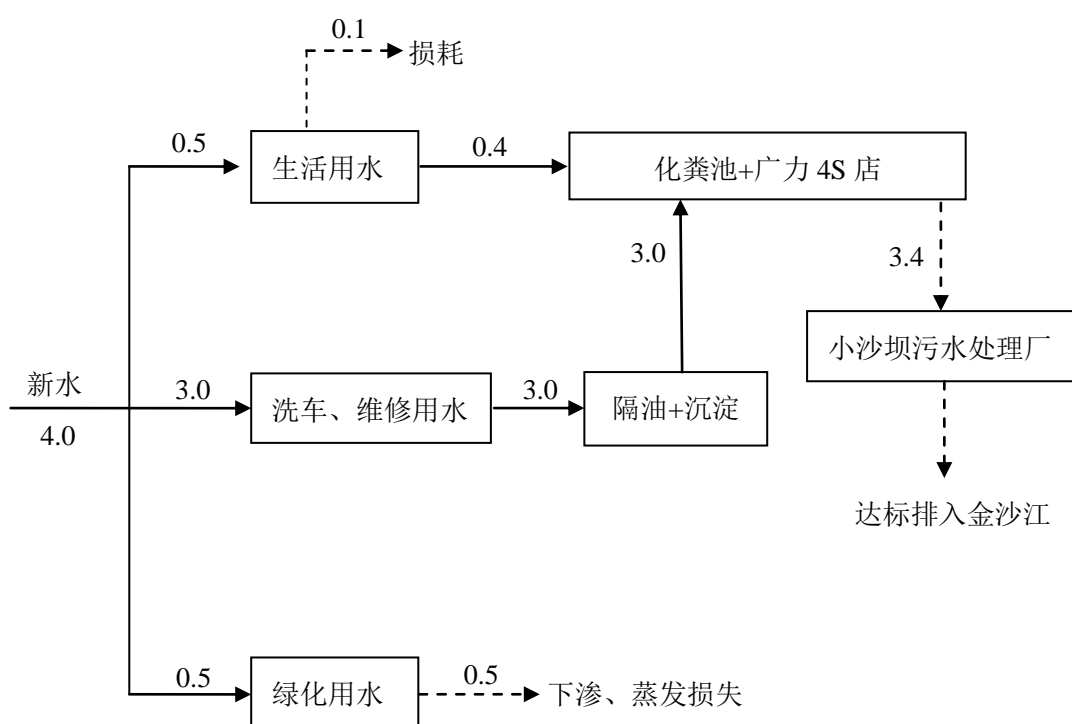 0.1
损耗
0.5
生活用水
0.4
化粪池+广力 4S 店
3.0
3.4
小沙坝污水处理厂
新水
4.0
3.0
洗车、维修用水
3.0
隔油+沉淀
达标排入金沙江
0.5
绿化用水
0.5
下渗、蒸发损失